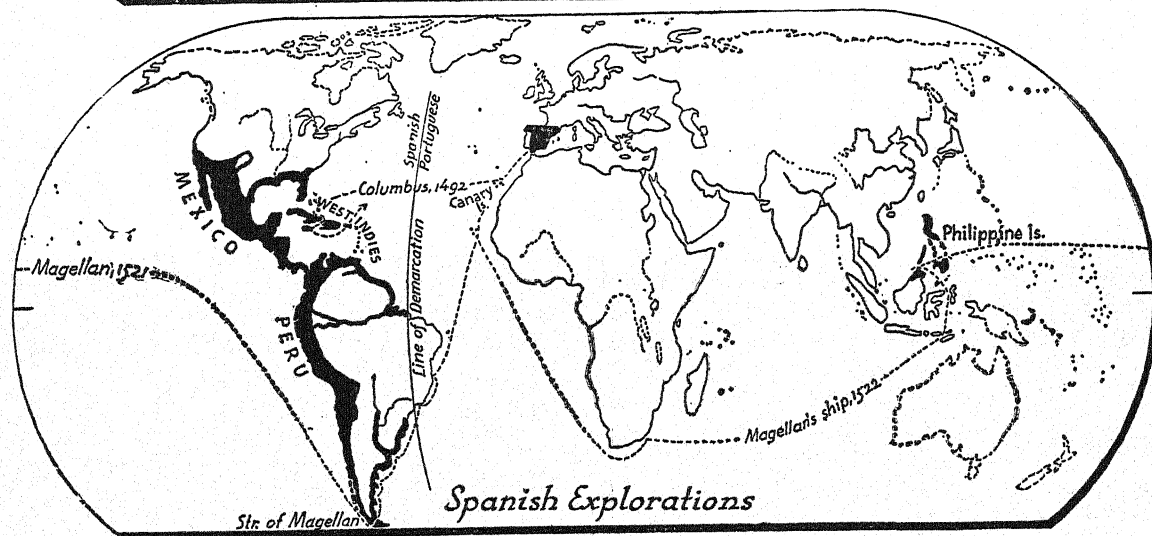 Spanish
Portuguese
Columbus, 1492
Canary Is.
MEXICO
WEST INDIES
Philippine Is.
Magellan, 1521
Line of Demarcation
PERU
Magellan's ship, 1522
Spanish Explorations
Str. of Magellan